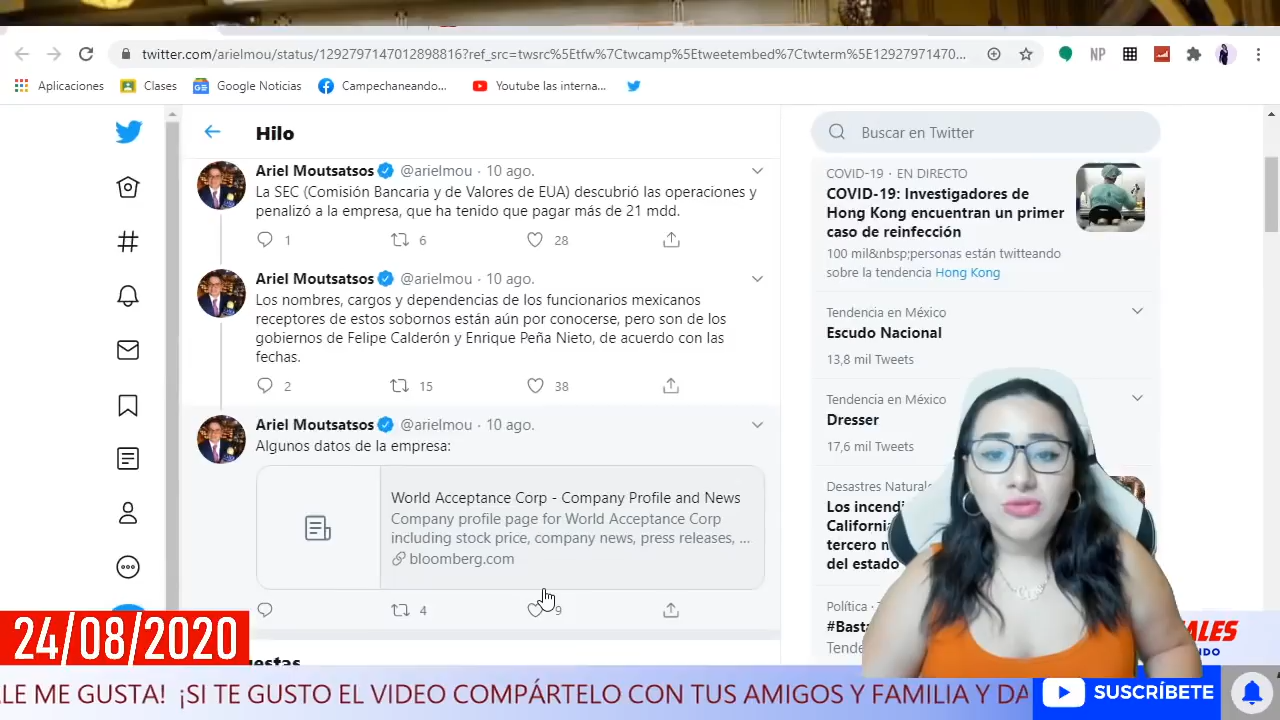 twitter.com/arielmou/status/1292797147012898816?ref_src=twsrc%5Etfw%7Ctwcamp%5Etweetembed%7Ctwterm%5E12927971470...
NP
Aplicaciones
Clases
Google Noticias
Campechaneando...
Youtube las interna...
Hilo
Ariel Moutsatsos @arielmou · 10 ago.
La SEC (Comisión Bancaria y de Valores de EUA) descubrió las operaciones y
penalizó a la empresa, que ha tenido que pagar más de 21 mdd.
1 6 28
Ariel Moutsatsos @arielmou · 10 ago.
Los nombres, cargos y dependencias de los funcionarios mexicanos
receptores de estos sobornos están aún por conocerse, pero son de los
gobiernos de Felipe Calderón y Enrique Peña Nieto, de acuerdo con las
fechas.
2 15 38
Ariel Moutsatsos @arielmou · 10 ago.
Algunos datos de la empresa:
World Acceptance Corp - Company Profile and News
Company profile page for World Acceptance Corp
including stock price, company news, press releases, ...
bloomberg.com
4 9
Buscar en Twitter
COVID-19 · EN DIRECTO
COVID-19: Investigadores de
Hong Kong encuentran un primer
caso de reinfección
100 mil&nbsp;personas están twitteando
sobre la tendencia Hong Kong
Tendencia en México
Escudo Nacional
13,8 mil Tweets
Tendencia en México
Dresser
17,6 mil Tweets
Desastres Natural
Los incendi
California
tercero
del estado
Política ·
#Basta
Tende
24/08/2020
ALES
NDO
LE ME GUSTA! ¡SI TE GUSTO EL VIDEO COMPÁRTELO CON TUS AMIGOS Y FAMILIA Y DA
SUSCRÍBETE